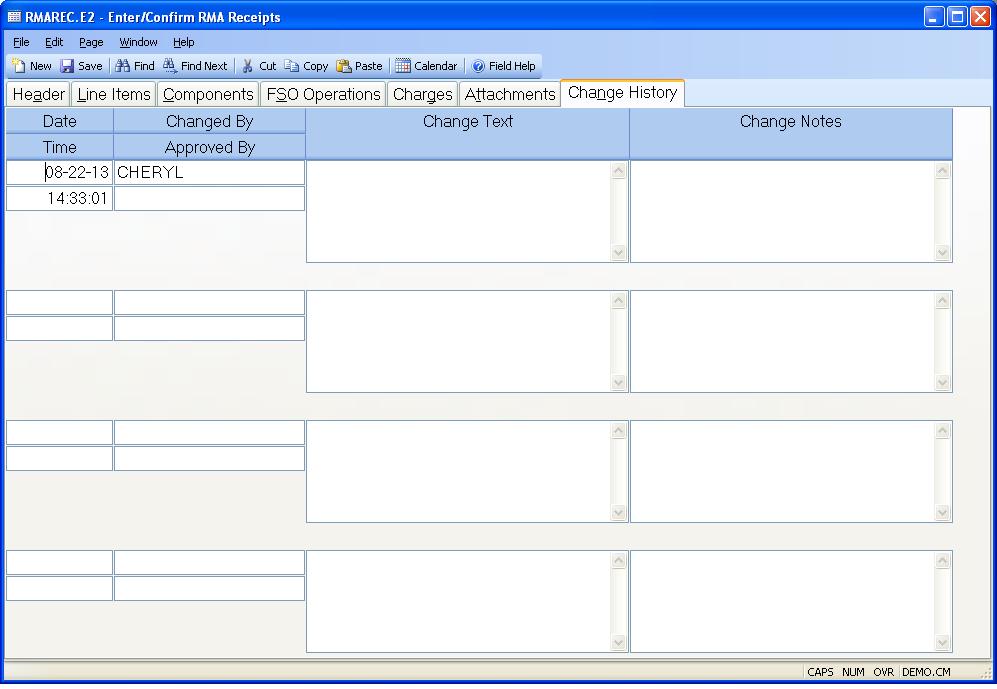 RMAREC.E2 - Enter/Confirm RMA Receipts
File Edit Page Window Help
New Save Find Find Next Cut Copy Paste Calendar Field Help
Header Line Items Components FSO Operations Charges Attachments Change History
Date Changed By Change Text Change Notes
Time Approved By
08-22-13 CHERYL
14:33:01
CAPS NUM OVR DEMO.CM